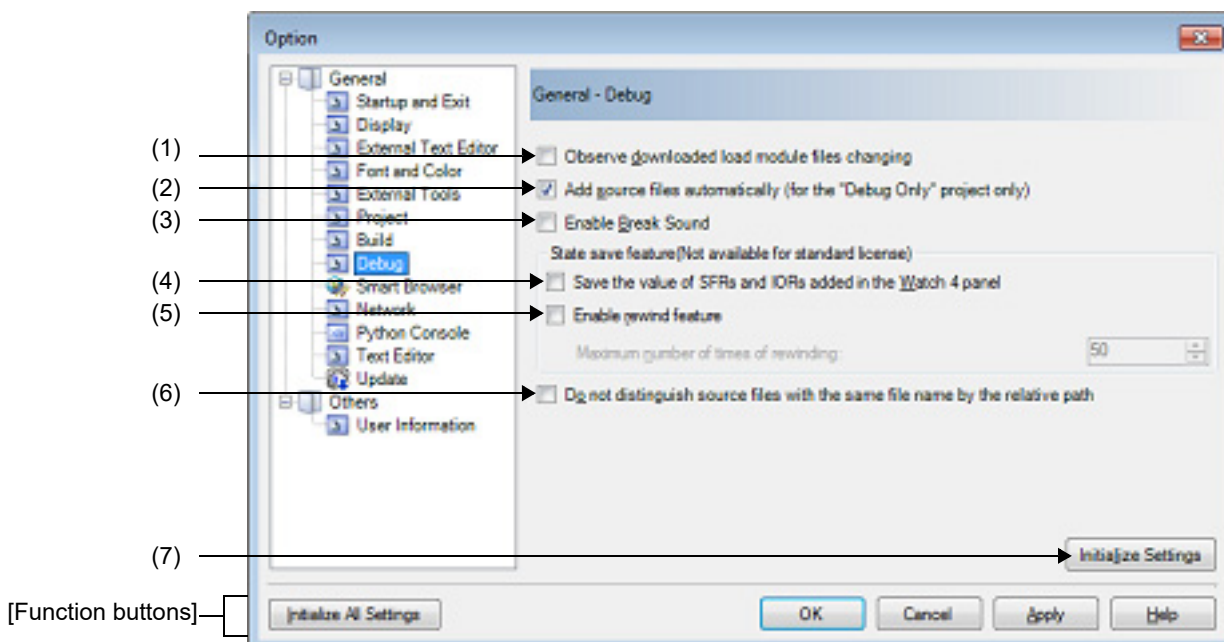 Option
General
Startup and Exit
Display
External Text Editor
Font and Color
External Tools
Project
Build
Debug
Smart Browser
Network
Python Console
Text Editor
Update
Others
User Information
General - Debug
(1)
Observe downloaded load module files changing
(2)
Add source files automatically (for the "Debug Only" project only)
(3)
Enable Break Sound
State save feature(Not available for standard license)
(4)
Save the value of SFRs and IORs added in the Watch 4 panel
(5)
Enable rewind feature
Maximum number of times of rewinding:
50
(6)
Do not distinguish source files with the same file name by the relative path
(7)
Initialize Settings
[Function buttons]
Initialize All Settings
OK
Cancel
Apply
Help